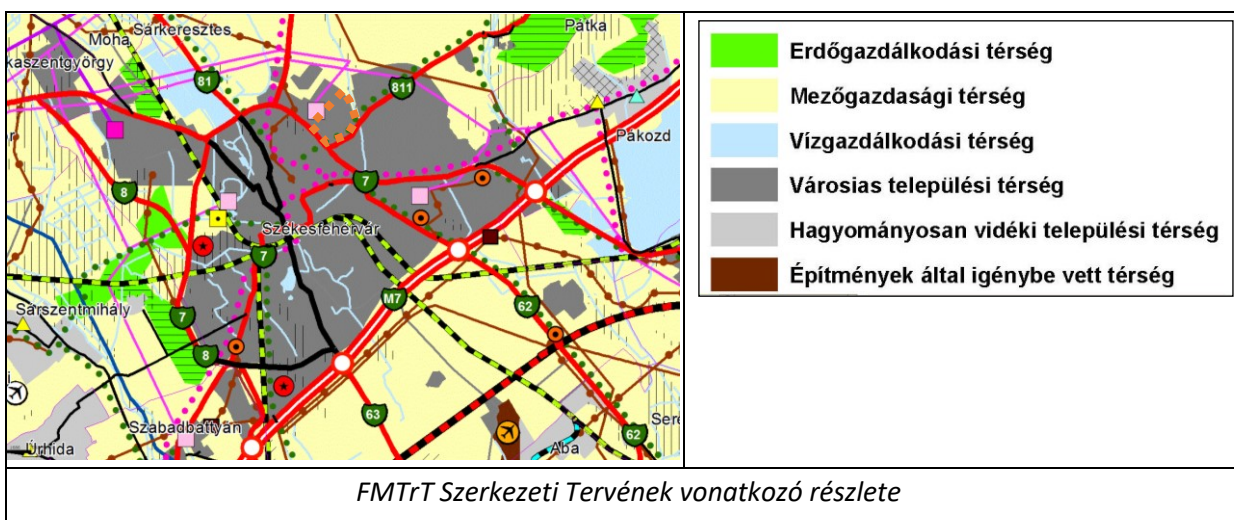 Sárkeresztes
Moha
Pátka
kaszentgyörgy
81
811
Pákozd
8
7
Székesfehérvár
7
M7
62
Sárszentmihály
7
8
63
Szabadbattyán
Úrhida
Aba
62
Sere
Erdőgazdálkodási térség
Mezőgazdasági térség
Vízgazdálkodási térség
Városias települési térség
Hagyományosan vidéki települési térség
Építmények által igénybe vett térség
FMTrT Szerkezeti Tervének vonatkozó részlete